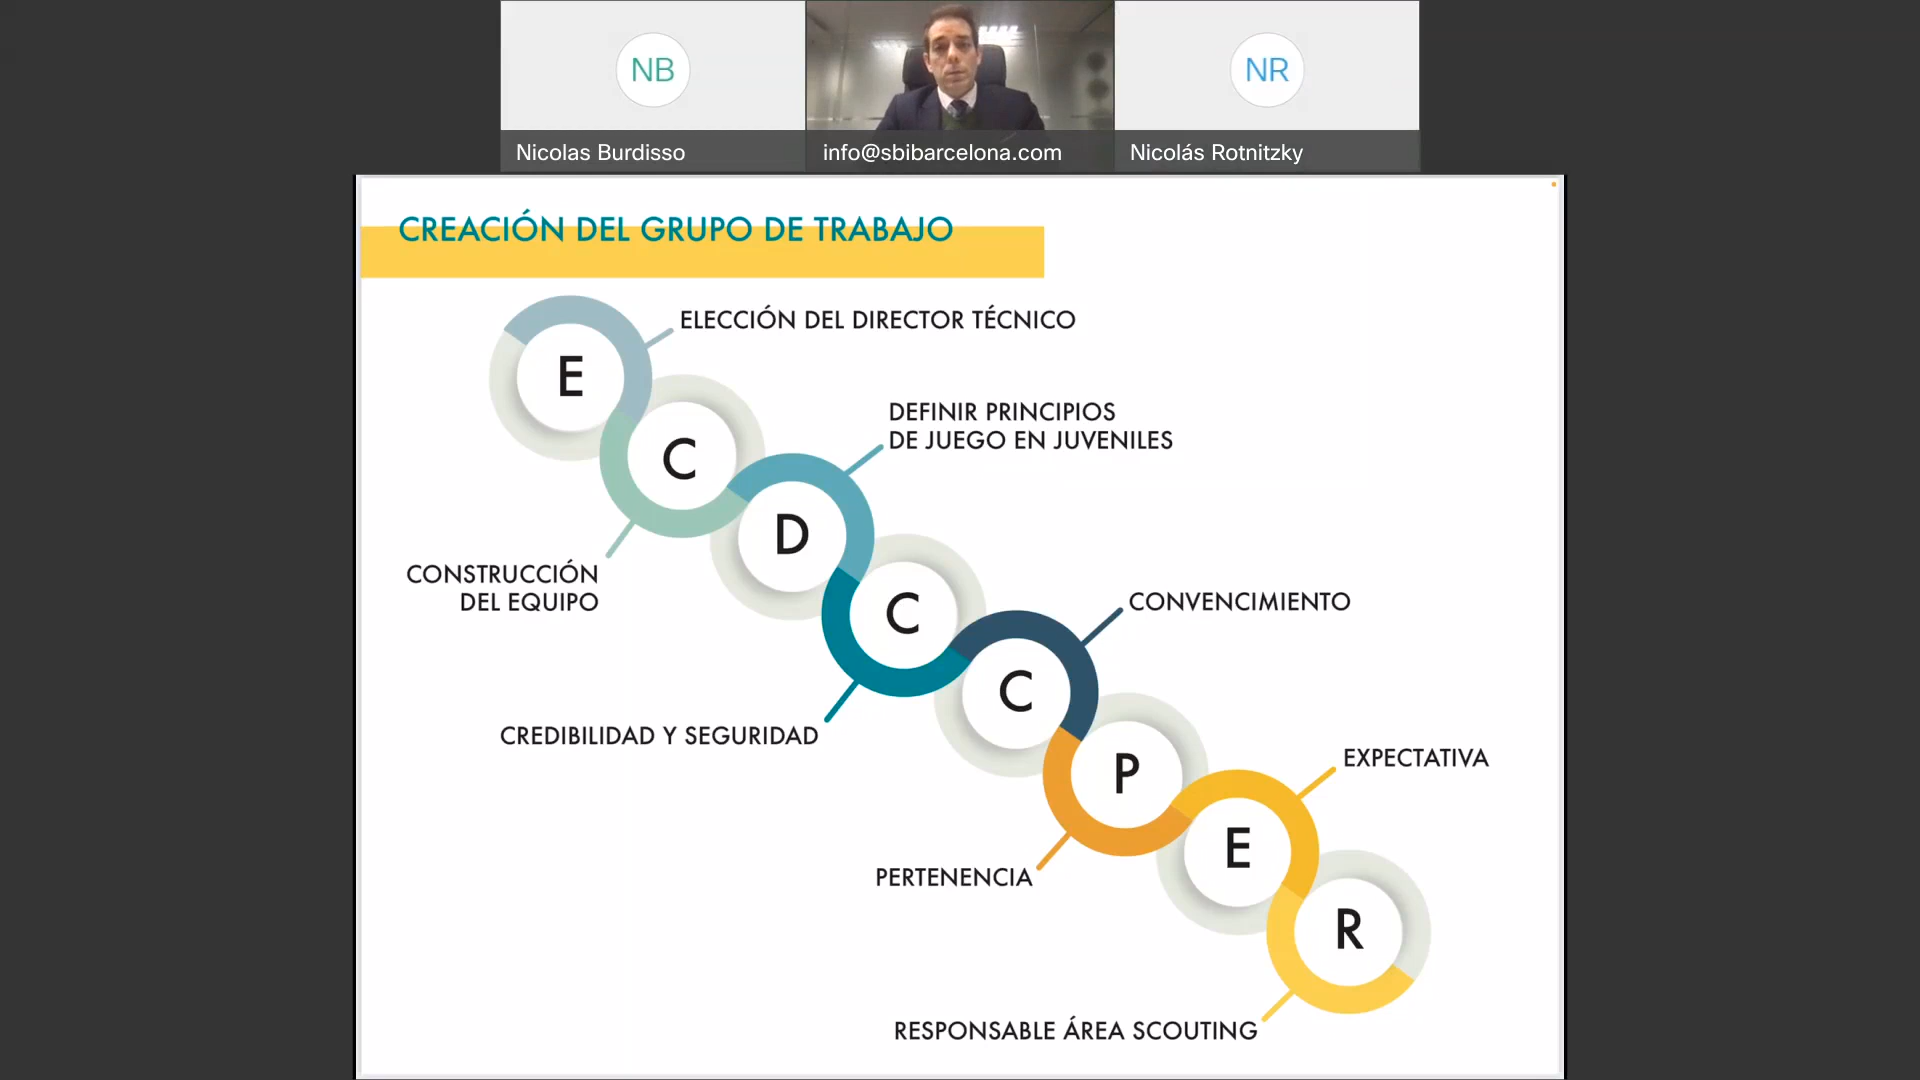 NB
NR
Nicolas Burdisso
info@sbibarcelona.com
Nicolás Rotnitzky
CREACIÓN DEL GRUPO DE TRABAJO
E
ELECCIÓN DEL DIRECTOR TÉCNICO
C
CONSTRUCCIÓN
DEL EQUIPO
D
DEFINIR PRINCIPIOS
DE JUEGO EN JUVENILES
C
CREDIBILIDAD Y SEGURIDAD
C
CONVENCIMIENTO
P
PERTENENCIA
E
EXPECTATIVA
R
RESPONSABLE ÁREA SCOUTING